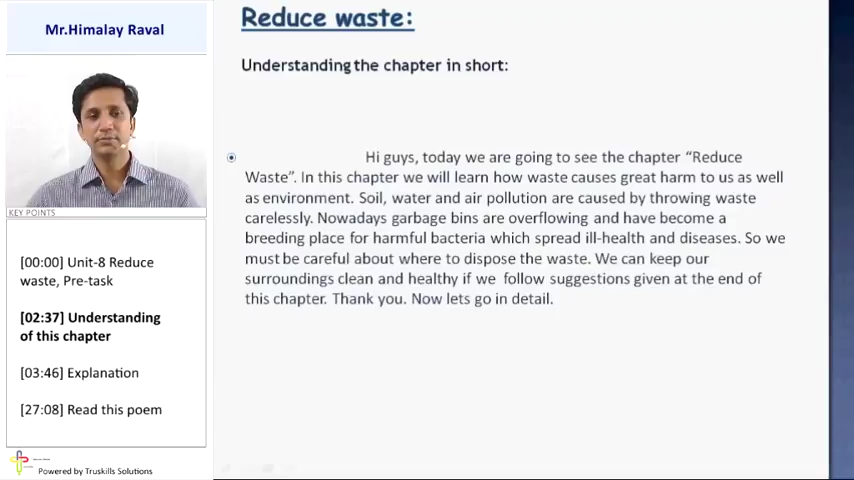 Mr.Himalay Raval
KEY POINTS
[00:00] Unit-8 Reduce
waste, Pre-task
[02:37] Understanding
of this chapter
[03:46] Explanation
[27:08] Read this poem
Powered by Truskills Solutions
Reduce waste:
Understanding the chapter in short:
Hi guys, today we are going to see the chapter “Reduce
Waste”. In this chapter we will learn how waste causes great harm to us as well
as environment. Soil, water and air pollution are caused by throwing waste
carelessly. Nowadays garbage bins are overflowing and have become a
breeding place for harmful bacteria which spread ill-health and diseases. So we
must be careful about where to dispose the waste. We can keep our
surroundings clean and healthy if we follow suggestions given at the end of
this chapter. Thank you. Now lets go in detail.